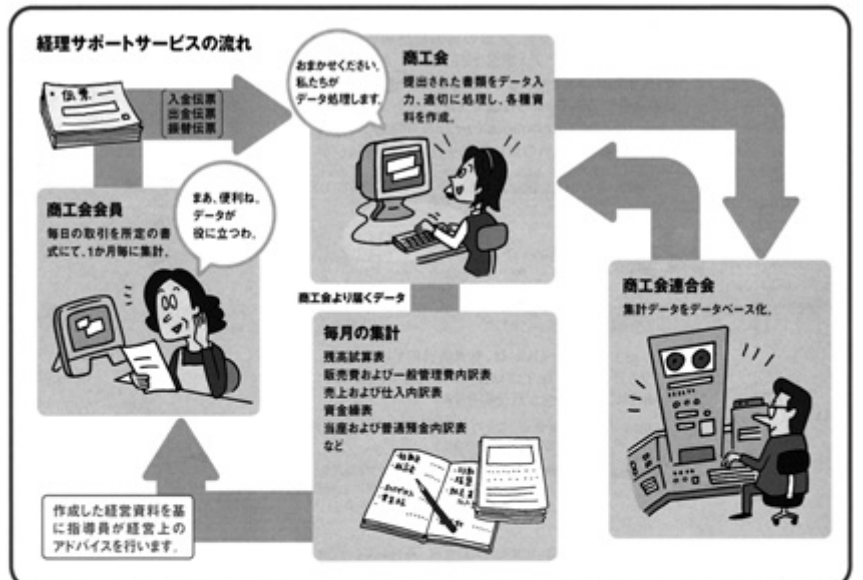 経理サポートサービスの流れ
伝票
入金伝票
出金伝票
振替伝票
おまかせください。
私たちが
データ処理します。
商工会
提出された書類をデータ入
力、適切に処理し、各種資
料を作成。
商工会会員
毎日の取引を所定の書
式にて、1か月毎に集計。
まあ、便利ね。
データが
役に立つわ。
商工会連合会
集計データをデータベース化。
商工会より届くデータ
毎月の集計
残高試算表
販売費および一般管理費内訳表
売上および仕入内訳表
資金繰表
当座および普通預金内訳表
など
作成した経営資料を基
に指導員が経営上の
アドバイスを行います。